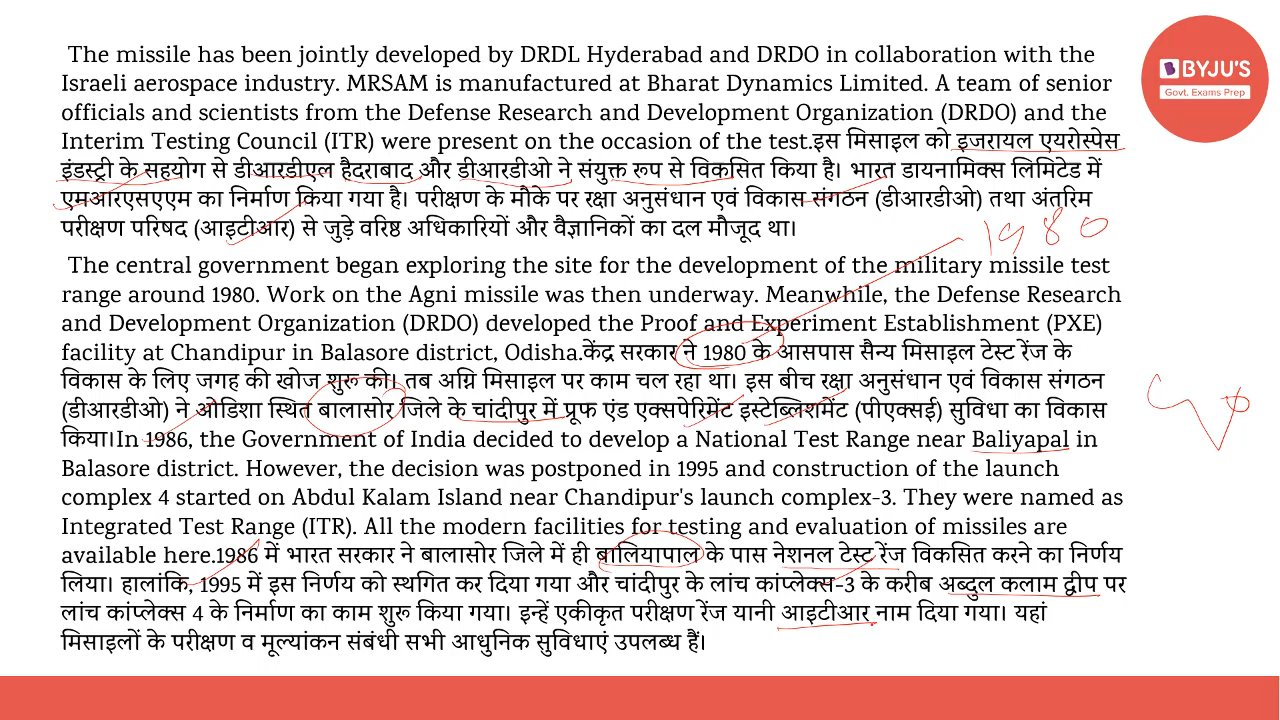 The missile has been jointly developed by DRDL Hyderabad and DRDO in collaboration with the
Israeli aerospace industry. MRSAM is manufactured at Bharat Dynamics Limited. A team of senior
officials and scientists from the Defense Research and Development Organization (DRDO) and the
Interim Testing Council (ITR) were present on the occasion of the test.इस मिसाइल को इजरायल एयरोस्पेस
इंडस्ट्री के सहयोग से डीआरडीएल हैदराबाद और डीआरडीओ ने संयुक्त रूप से विकसित किया है। भारत डायनामिक्स लिमिटेड में
एमआरएसएएम का निर्माण किया गया है। परीक्षण के मौके पर रक्षा अनुसंधान एवं विकास संगठन (डीआरडीओ) तथा अंतरिम
परीक्षण परिषद (आइटीआर) से जुड़े वरिष्ठ अधिकारियों और वैज्ञानिकों का दल मौजूद था।
1980
The central government began exploring the site for the development of the military missile test
range around 1980. Work on the Agni missile was then underway. Meanwhile, the Defense Research
and Development Organization (DRDO) developed the Proof and Experiment Establishment (PXE)
facility at Chandipur in Balasore district, Odisha.केंद्र सरकार ने 1980 के आसपास सैन्य मिसाइल टेस्ट रेंज के
विकास के लिए जगह की खोज शुरू की। तब अग्नि मिसाइल पर काम चल रहा था। इस बीच रक्षा अनुसंधान एवं विकास संगठन
(डीआरडीओ) ने ओडिशा स्थित बालासोर जिले के चांदीपुर में प्रूफ एंड एक्सपेरिमेंट इस्टेब्लिशमेंट (पीएक्सई) सुविधा का विकास
किया।In 1986, the Government of India decided to develop a National Test Range near Baliyapal in
Balasore district. However, the decision was postponed in 1995 and construction of the launch
complex 4 started on Abdul Kalam Island near Chandipur's launch complex-3. They were named as
Integrated Test Range (ITR). All the modern facilities for testing and evaluation of missiles are
available here.1986 में भारत सरकार ने बालासोर जिले में ही बालियापाल के पास नेशनल टेस्ट रेंज विकसित करने का निर्णय
लिया। हालांकि, 1995 में इस निर्णय को स्थगित कर दिया गया और चांदीपुर के लांच कांप्लेक्स-3 के करीब अब्दुल कलाम द्वीप पर
लांच कांप्लेक्स 4 के निर्माण का काम शुरू किया गया। इन्हें एकीकृत परीक्षण रेंज यानी आइटीआर नाम दिया गया। यहां
मिसाइलों के परीक्षण व मूल्यांकन संबंधी सभी आधुनिक सुविधाएं उपलब्ध हैं।
BYJU'S
Govt. Exams Prep